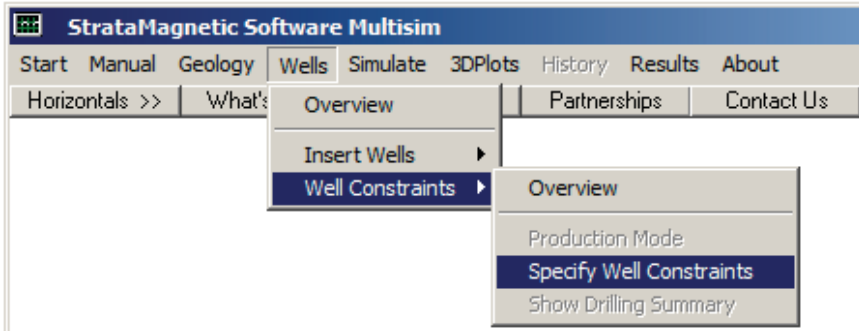 StrataMagnetic Software Multisim
Start Manual Geology Wells Simulate 3DPlots History Results About
Horizontals >> Partnerships Contact Us
Overview
Insert Wells
Well Constraints
Overview
Production Mode
Specify Well Constraints
Show Drilling Summary